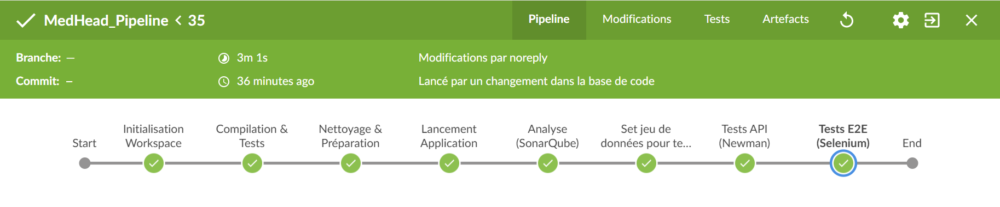 MedHead_Pipeline < 35
Pipeline
Modifications
Tests
Artefacts
Branche: —
3m 1s
Modifications par noreply
Commit: –
36 minutes ago
Lancé par un changement dans la base de code
Start
Initialisation
Workspace
Compilation &
Tests
Nettoyage &
Préparation
Lancement
Application
Analyse
(SonarQube)
Set jeu de
données pour te...
Tests API
(Newman)
Tests E2E
(Selenium)
End